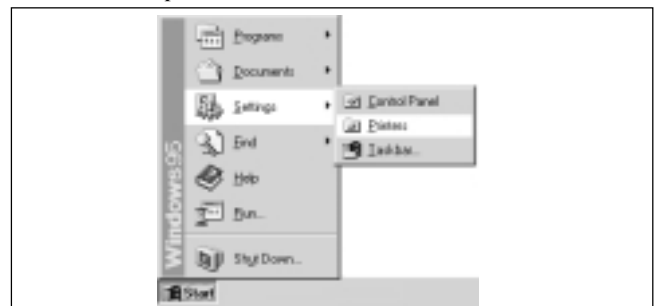 Programs
Documents
Settings
Find
Help
Run...
Shut Down...
Control Panel
Printers
Taskbar...
Windows95
Start